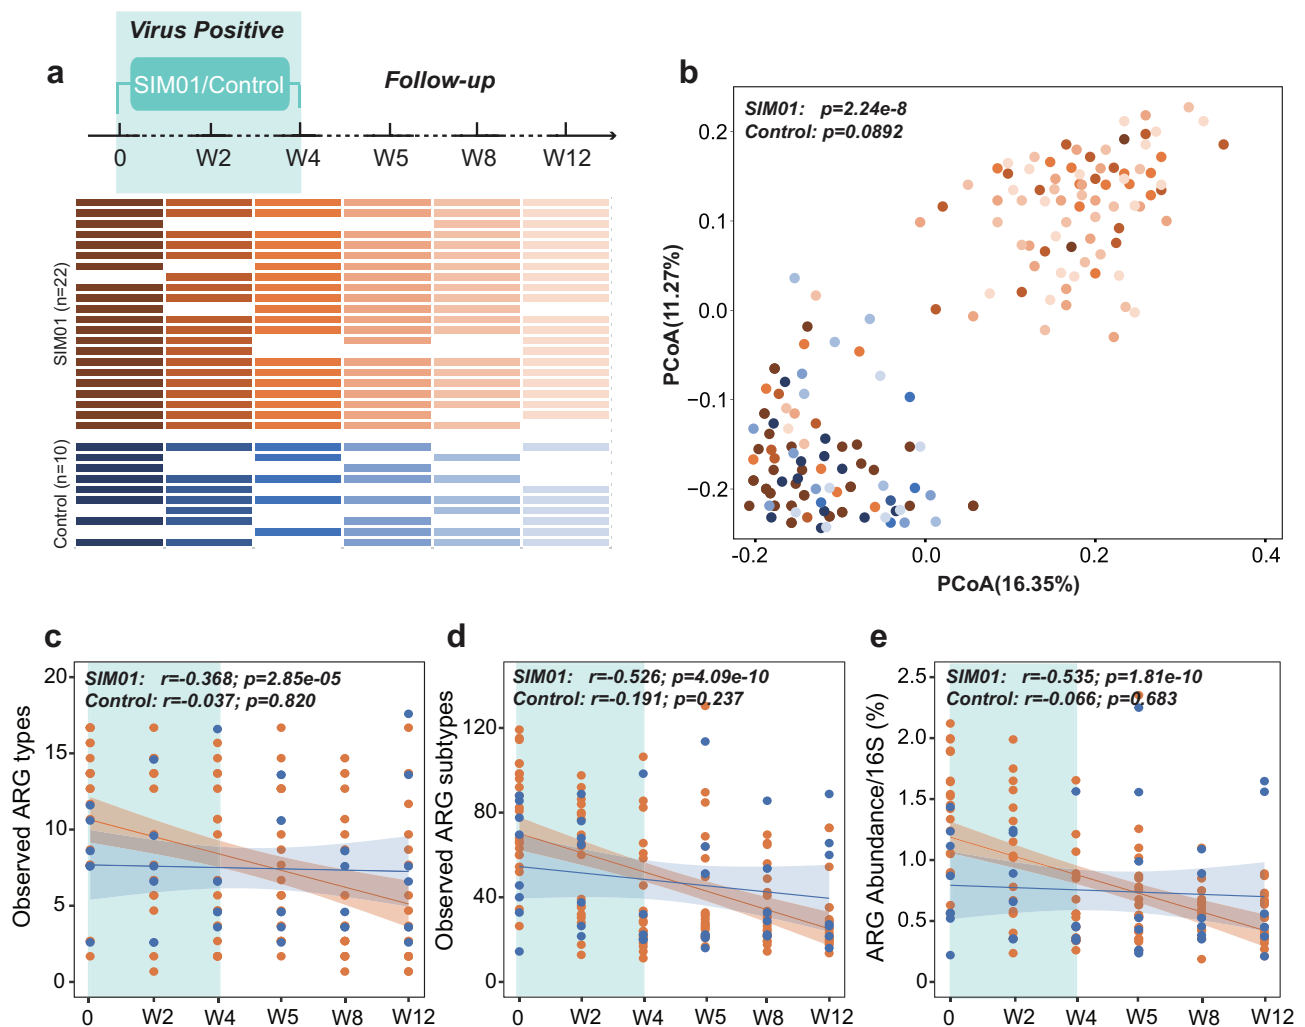 a
Virus Positive
SIM01/Control
Follow-up
0 W2 W4 W5 W8 W12
SIM01 (n=22)
Control (n=10)
b
SIM01: p=2.24e-8
Control: p=0.0892
PCoA(11.27%)
0.2
0.1
0.0
−0.1
−0.2
-0.2 0.0 0.2 0.4
PCoA(16.35%)
c
SIM01: r=-0.368; p=2.85e-05
Control: r=-0.037; p=0.820
Observed ARG types
20
15
10
5
0
0 W2 W4 W5 W8 W12
d
SIM01: r=-0.526; p=4.09e-10
Control: r=-0.191; p=0.237
Observed ARG subtypes
120
80
40
0
0 W2 W4 W5 W8 W12
e
SIM01: r=-0.535; p=1.81e-10
Control: r=-0.066; p=0.683
ARG Abundance/16S (%)
2.5
2.0
1.5
1.0
0.5
0
0 W2 W4 W5 W8 W12